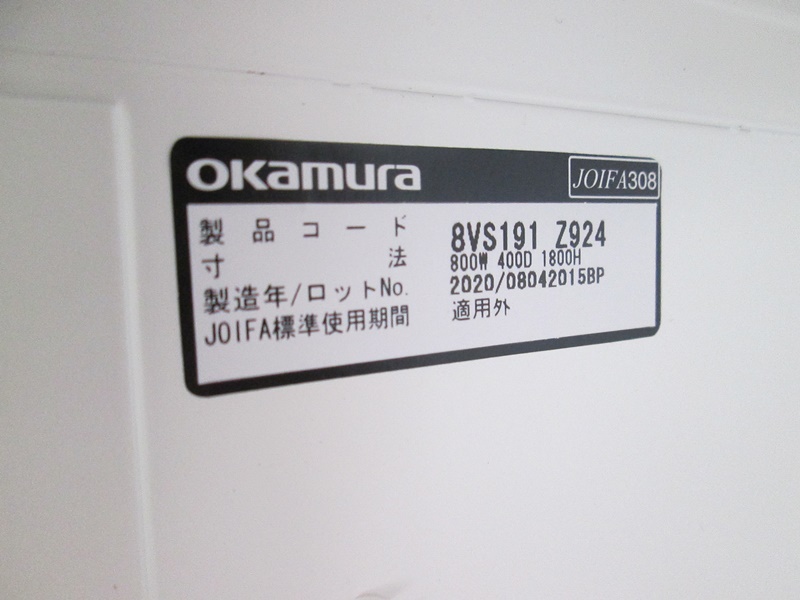 okamura
JOIFA308
製品コード 8VS191 Z924
寸法 800W 400D 1800H
製造年/ロットNo. 2020/08042015BP
JOIFA標準使用期間 適用外